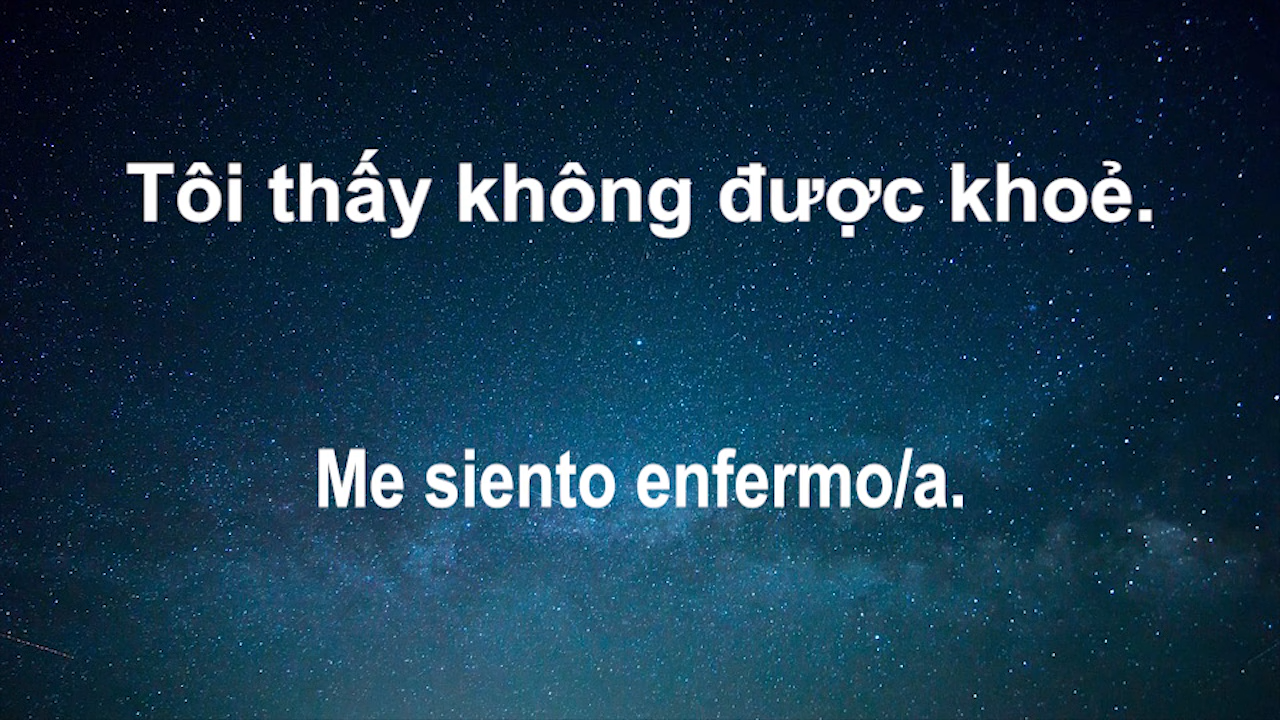 Tôi thấy không được khoẻ.
Me siento enfermo/a.